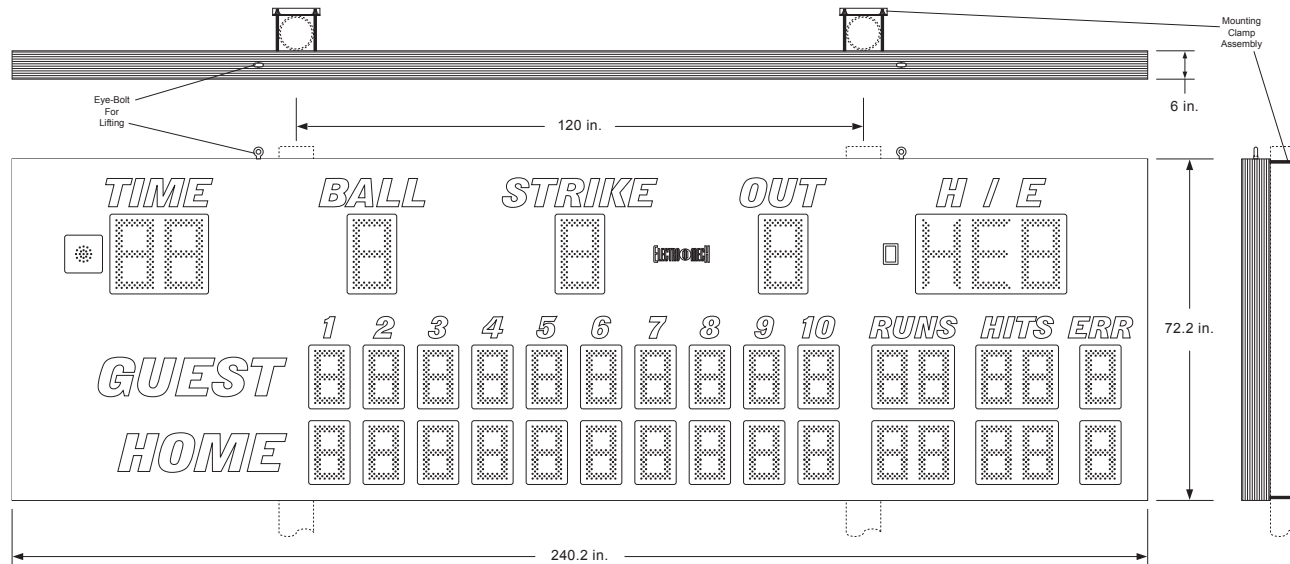 Mounting
Clamp
Assembly
Eye-Bolt
For
Lifting
6 in.
120 in.
TIME BALL STRIKE OUT H / E
HEB
1 2 3 4 5 6 7 8 9 10 RUNS HITS ERR
72.2 in.
GUEST
HOME
240.2 in.